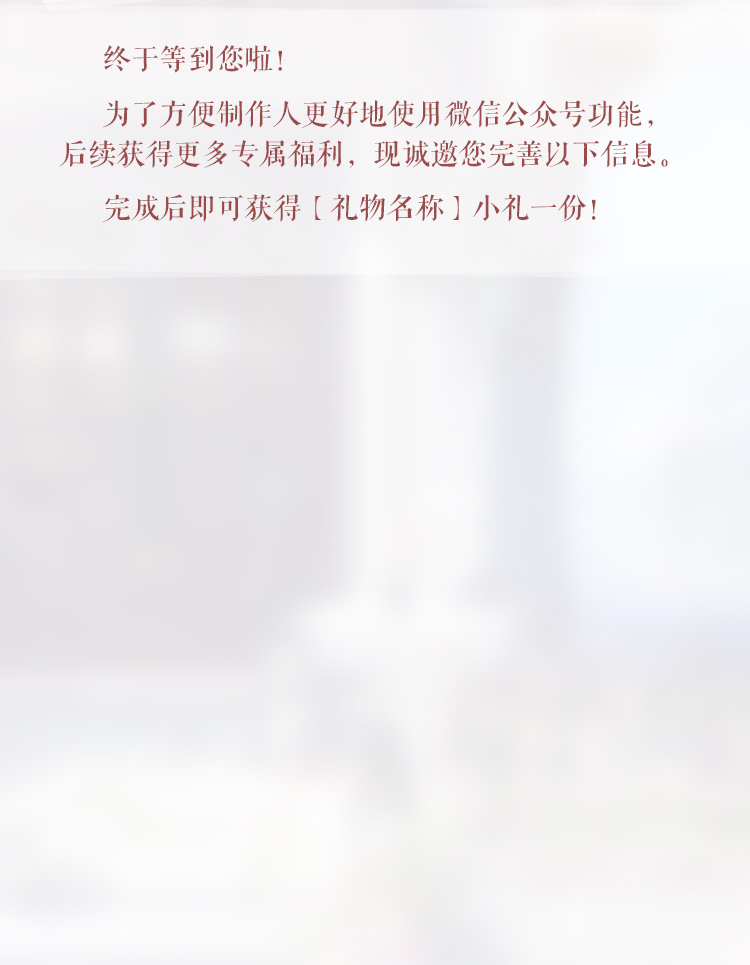 终于等到您啦!
为了方便制作人更好地使用微信公众号功能,
后续获得更多专属福利, 现诚邀您完善以下信息。
完成后即可获得【礼物名称】小礼一份!